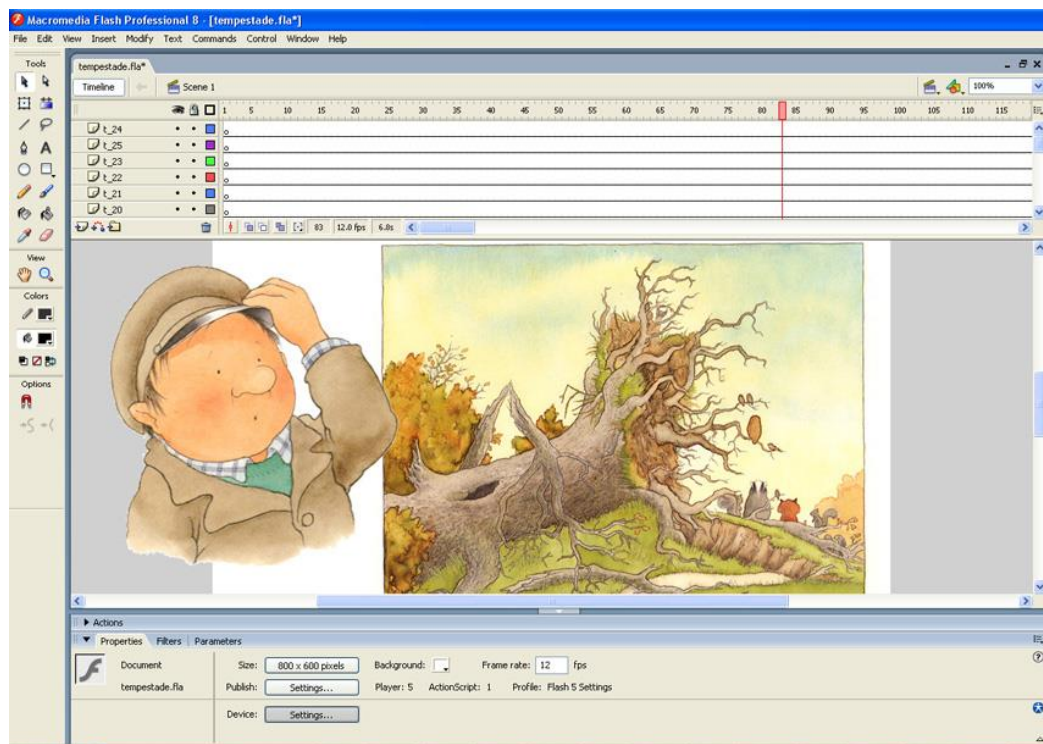 Macromedia Flash Professional 8 - [tempestade.fla*]
File Edit View Insert Modify Text Commands Control Window Help
Tools
tempestade.fla*
Timeline Scene 1 100%
1 5 10 15 20 25 30 35 40 45 50 55 60 65 70 75 80 85 90 95 100 105 110 115
t_24
t_25
t_23
t_22
t_21
t_20
83 12.0 fps 6.8s
View
Colors
Options
Actions
Properties Filters Parameters
Document Size: 800 x 600 pixels Background: Frame rate: 12 fps
tempestade.fla Publish: Settings... Player: 5 ActionScript: 1 Profile: Flash 5 Settings
Device: Settings...